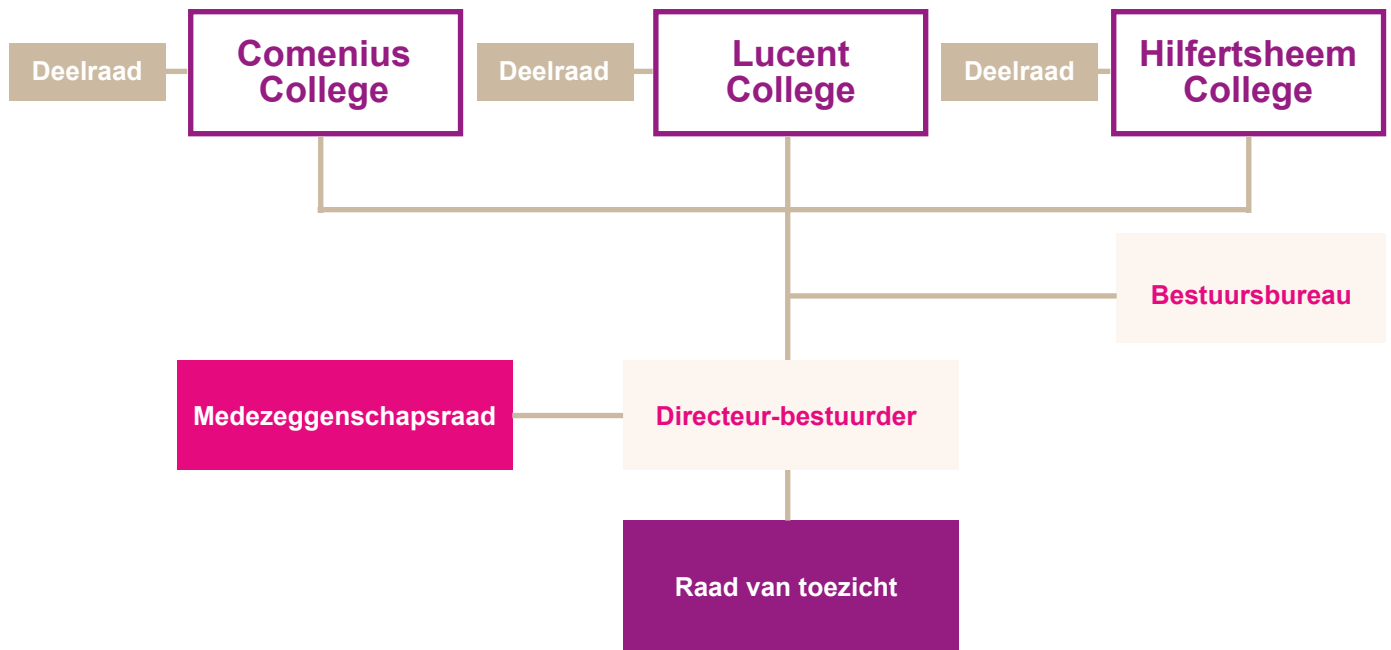 Deelraad
Comenius
College
Deelraad
Lucent
College
Deelraad
Hilfertsheem
College
Bestuursbureau
Medezeggenschapsraad
Directeur-bestuurder
Raad van toezicht